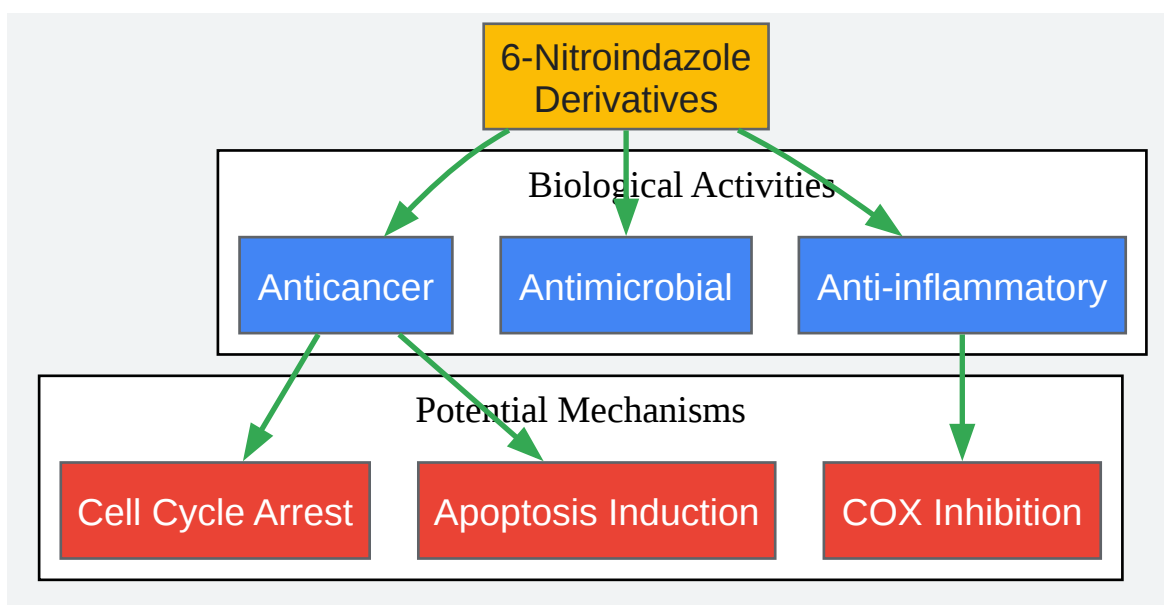 6-Nitroindazole
Derivatives
Biological Activities
Anticancer
Antimicrobial
Anti-inflammatory
Potential Mechanisms
Cell Cycle Arrest
Apoptosis Induction
COX Inhibition